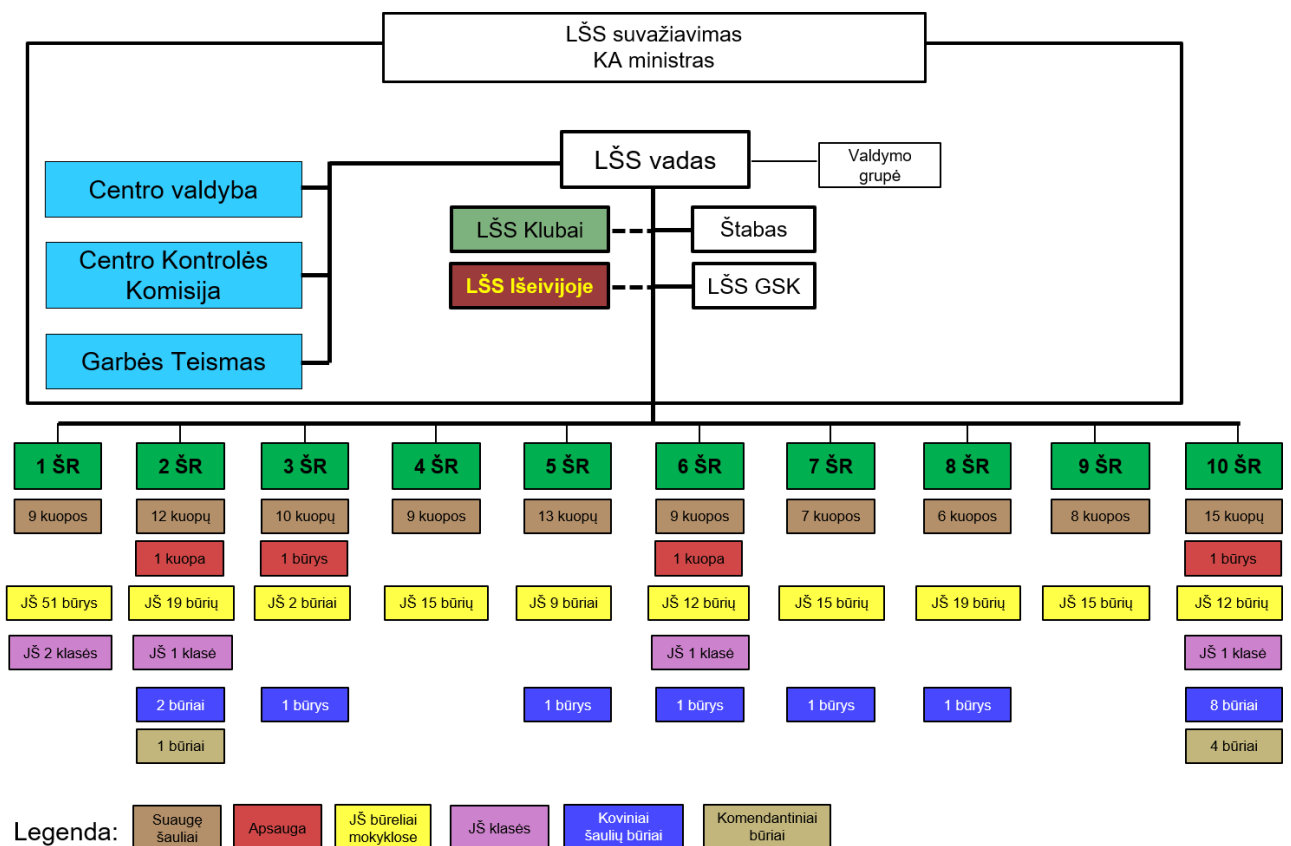 LŠS suvažiavimas
KA ministras
LŠS vadas
Valdymo
grupė
Centro valdyba
LŠS Klubai
Štabas
Centro Kontrolės
Komisija
LŠS Išeivijoje
LŠS GSK
Garbės Teismas
1 ŠR
2 ŠR
3 ŠR
4 ŠR
5 ŠR
6 ŠR
7 ŠR
8 ŠR
9 ŠR
10 ŠR
9 kuopos
12 kuopų
10 kuopų
9 kuopos
13 kuopų
9 kuopos
7 kuopos
6 kuopos
8 kuopos
15 kuopų
1 kuopa
1 būrys
1 kuopa
1 būrys
JŠ 51 būrys
JŠ 19 būrių
JŠ 2 būriai
JŠ 15 būrių
JŠ 9 būriai
JŠ 12 būrių
JŠ 15 būrių
JŠ 19 būrių
JŠ 15 būrių
JŠ 12 būrių
JŠ 2 klasės
JŠ 1 klasė
JŠ 1 klasė
JŠ 1 klasė
2 būriai
1 būrys
1 būrys
1 būrys
1 būrys
1 būrys
8 būriai
1 būriai
4 būriai
Legenda:
Suaugę
šauliai
Apsauga
JŠ būreliai
mokyklose
JŠ klasės
Koviniai
šaulių būriai
Komendantiniai
būriai